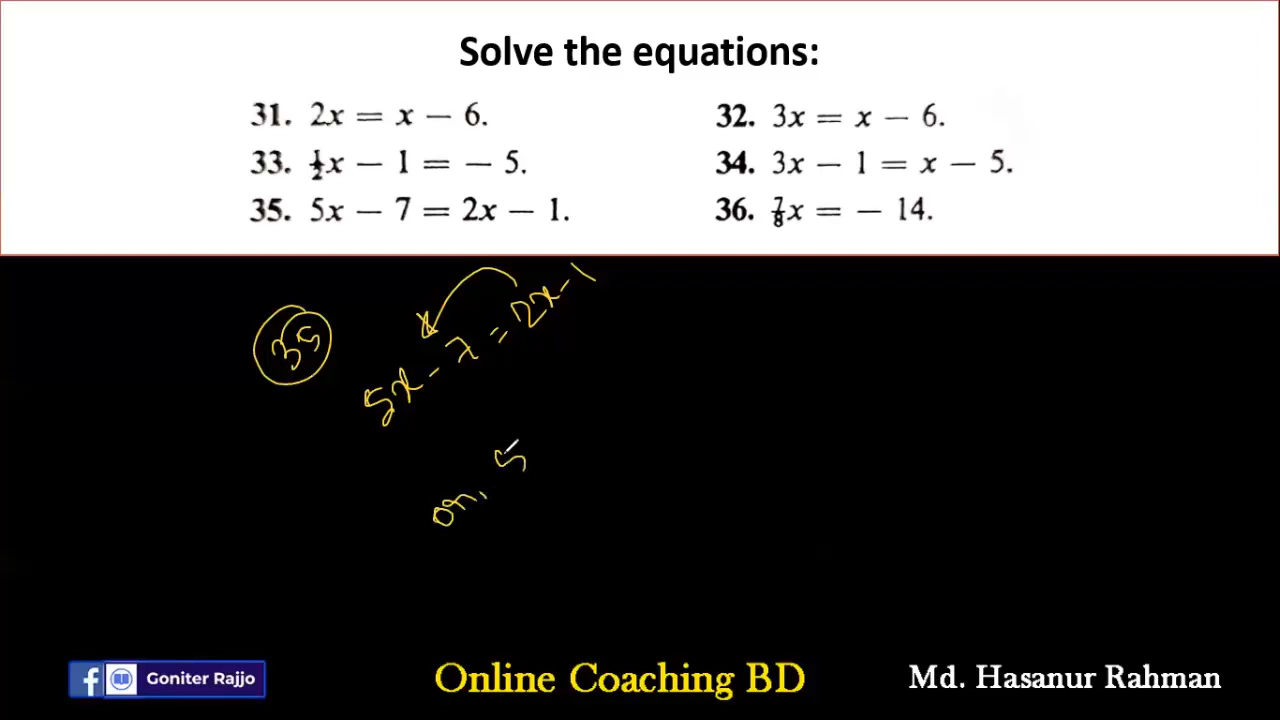 Solve the equations:
31. 2x = x − 6.
32. 3x = x − 6.
33. ½x − 1 = − 5.
34. 3x − 1 = x − 5.
35. 5x − 7 = 2x − 1.
36. ⅞x = − 14.
35
5x − 7 = 2x − 1
or, 5
Goniter Rajjo
Online Coaching BD
Md. Hasanur Rahman